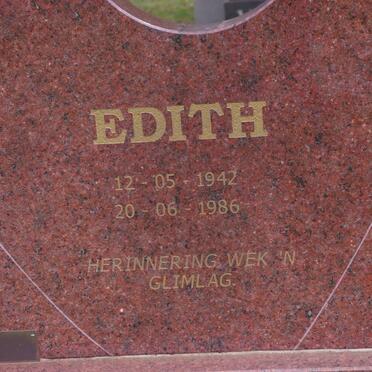 EDITH
12 - 05 - 1942
20 - 06 - 1986
HERINNERING WEK 'N
GLIMLAG.